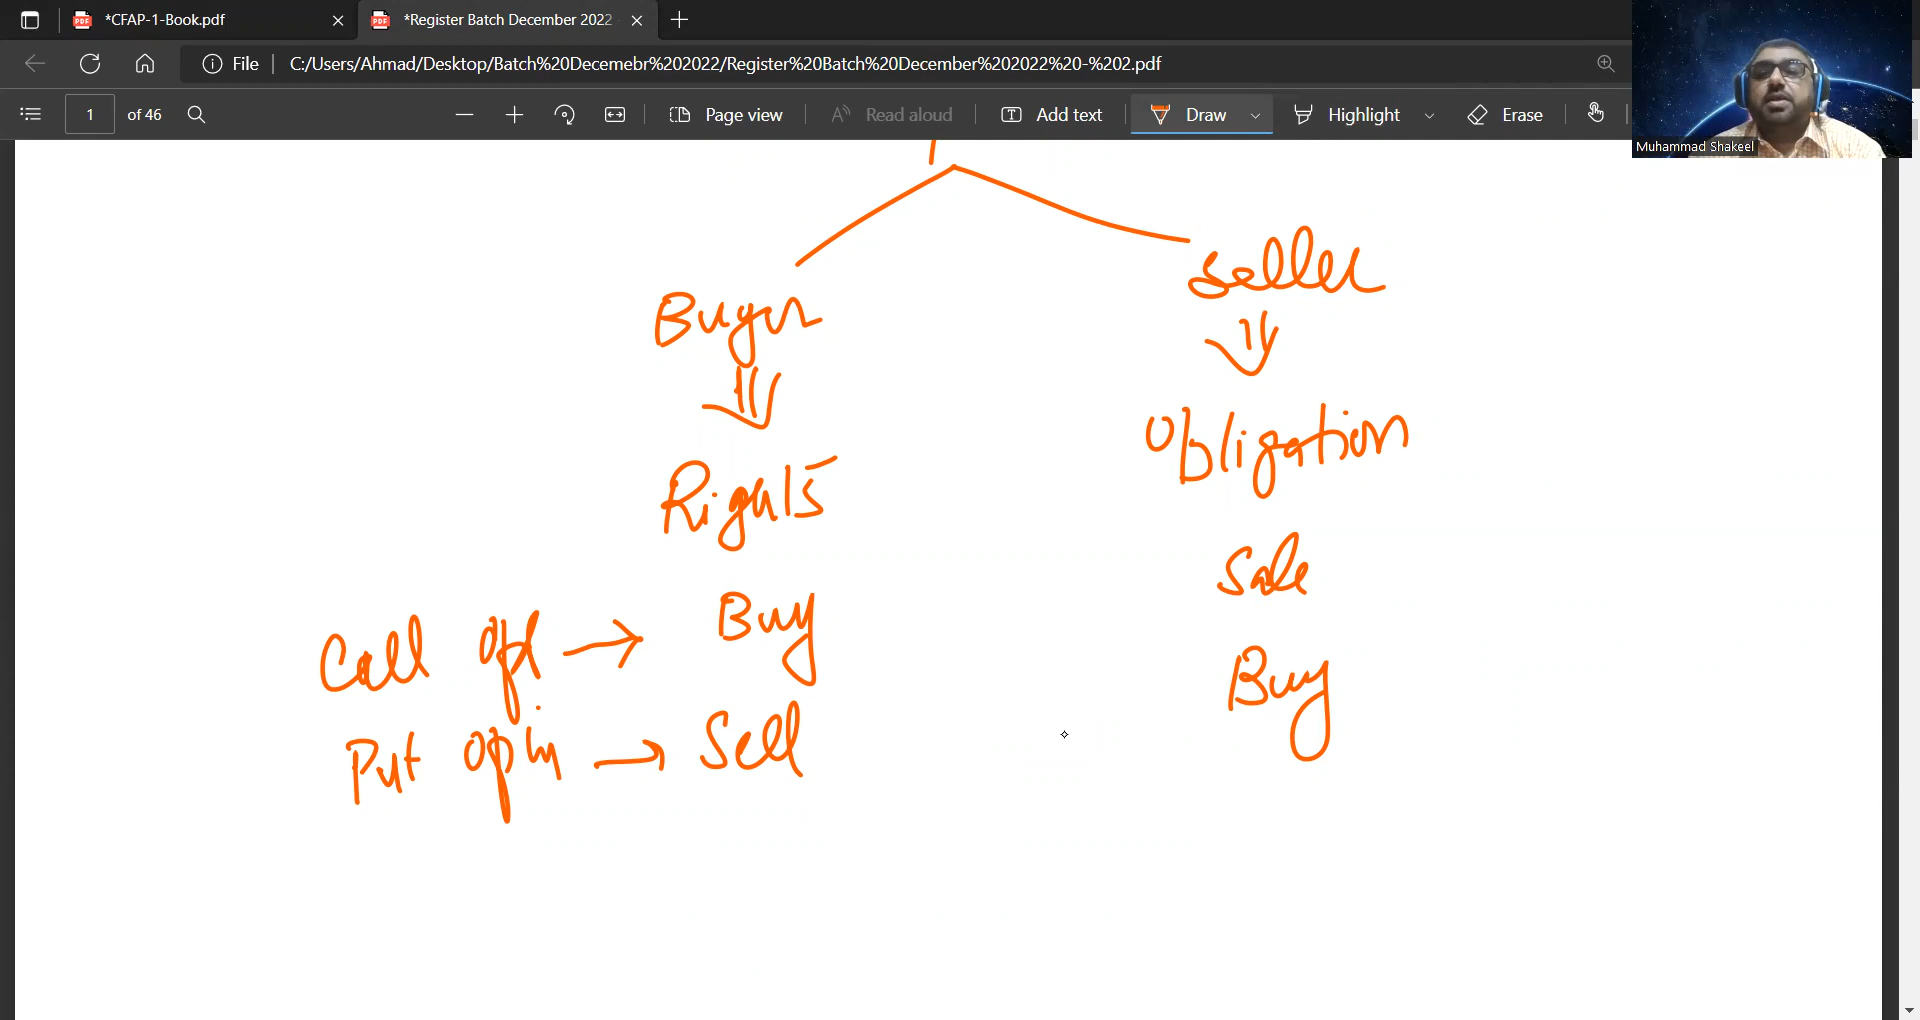 *CFAP-1-Book.pdf
*Register Batch December 2022
File
C:/Users/Ahmad/Desktop/Batch%20Decemebr%202022/Register%20Batch%20December%202022%20-%202.pdf
1 of 46
Page view
Read aloud
Add text
Draw
Highlight
Erase
Muhammad Shakeel
Buyer
Seller
Rights
Obligation
Call opt → Buy
Sale
Put → Sell
Buy